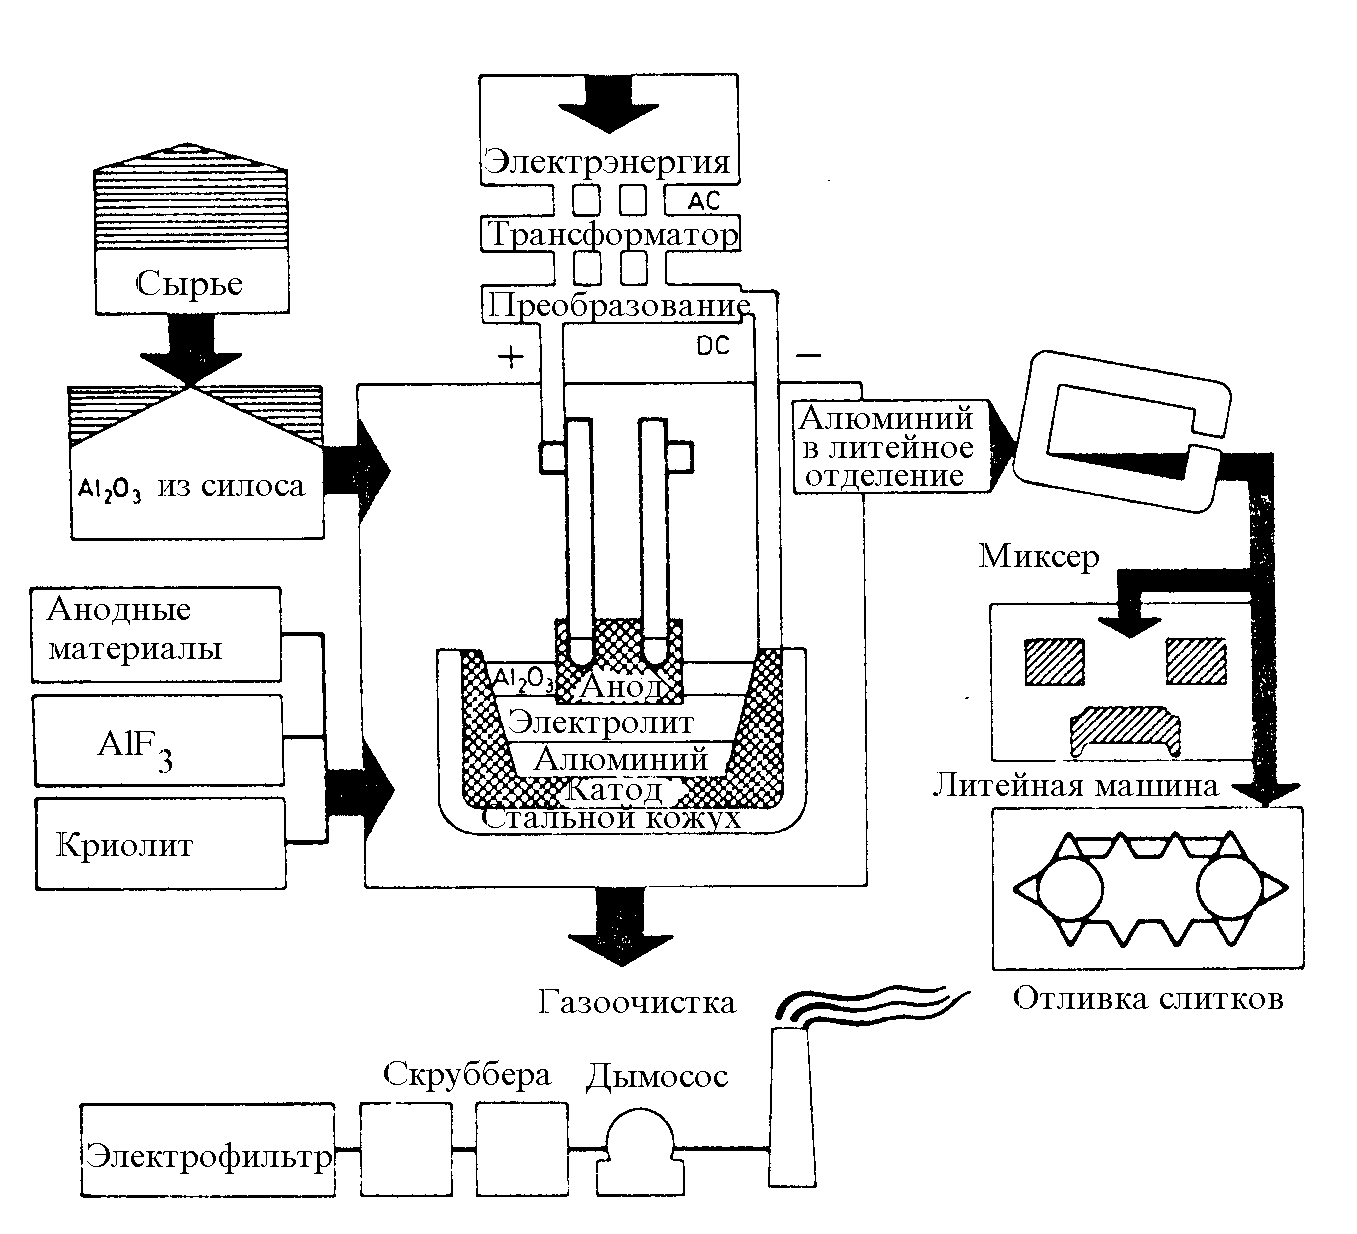 Электрэнергия
AC
Трансформатор
Преобразование
DC
+
−
Сырье
Al₂O₃ из силоса
Анодные
материалы
AlF₃
Криолит
Al₂O₃
Анод
Электролит
Алюминий
Катод
Стальной кожух
Алюминий
в литейное
отделение
Миксер
Литейная машина
Отливка слитков
Газоочистка
Скруббера
Дымосос
Электрофильтр